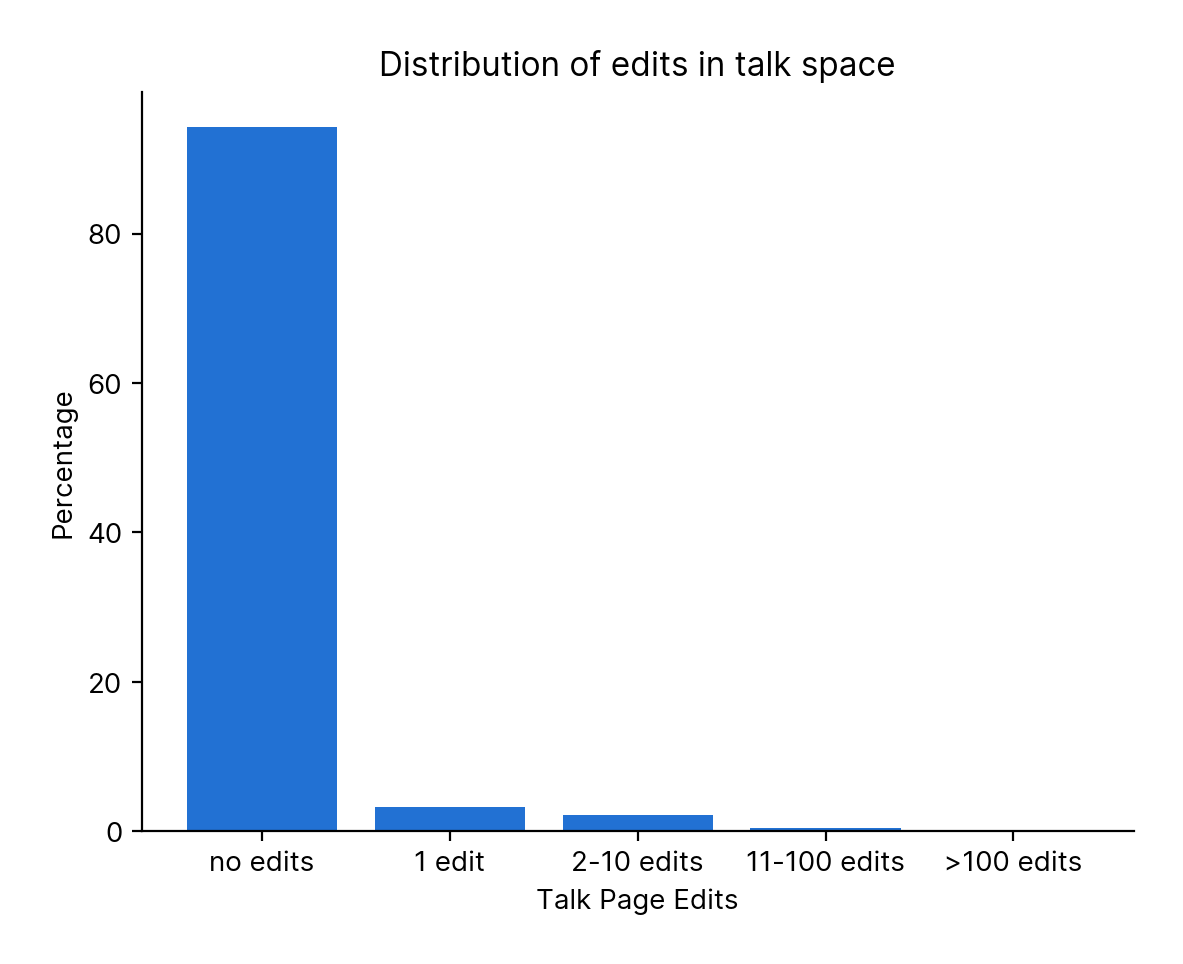 Distribution of edits in talk space
80
60
40
20
0
Percentage
no edits
1 edit
2-10 edits
11-100 edits
>100 edits
Talk Page Edits